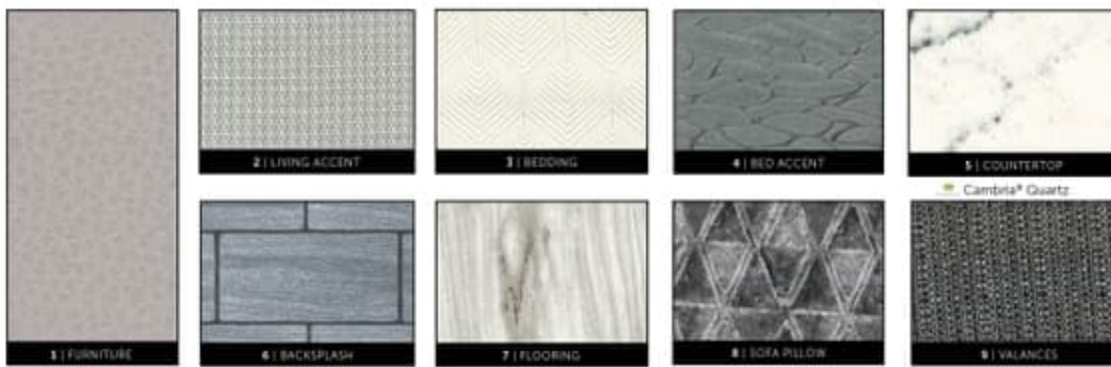 1 | FURNITURE
2 | LIVING ACCENT
3 | BEDDING
4 | BED ACCENT
5 | COUNTERTOP
Cambria® Quartz
6 | BACKSPLASH
7 | FLOORING
8 | SOFA PILLOW
9 | VALANCES